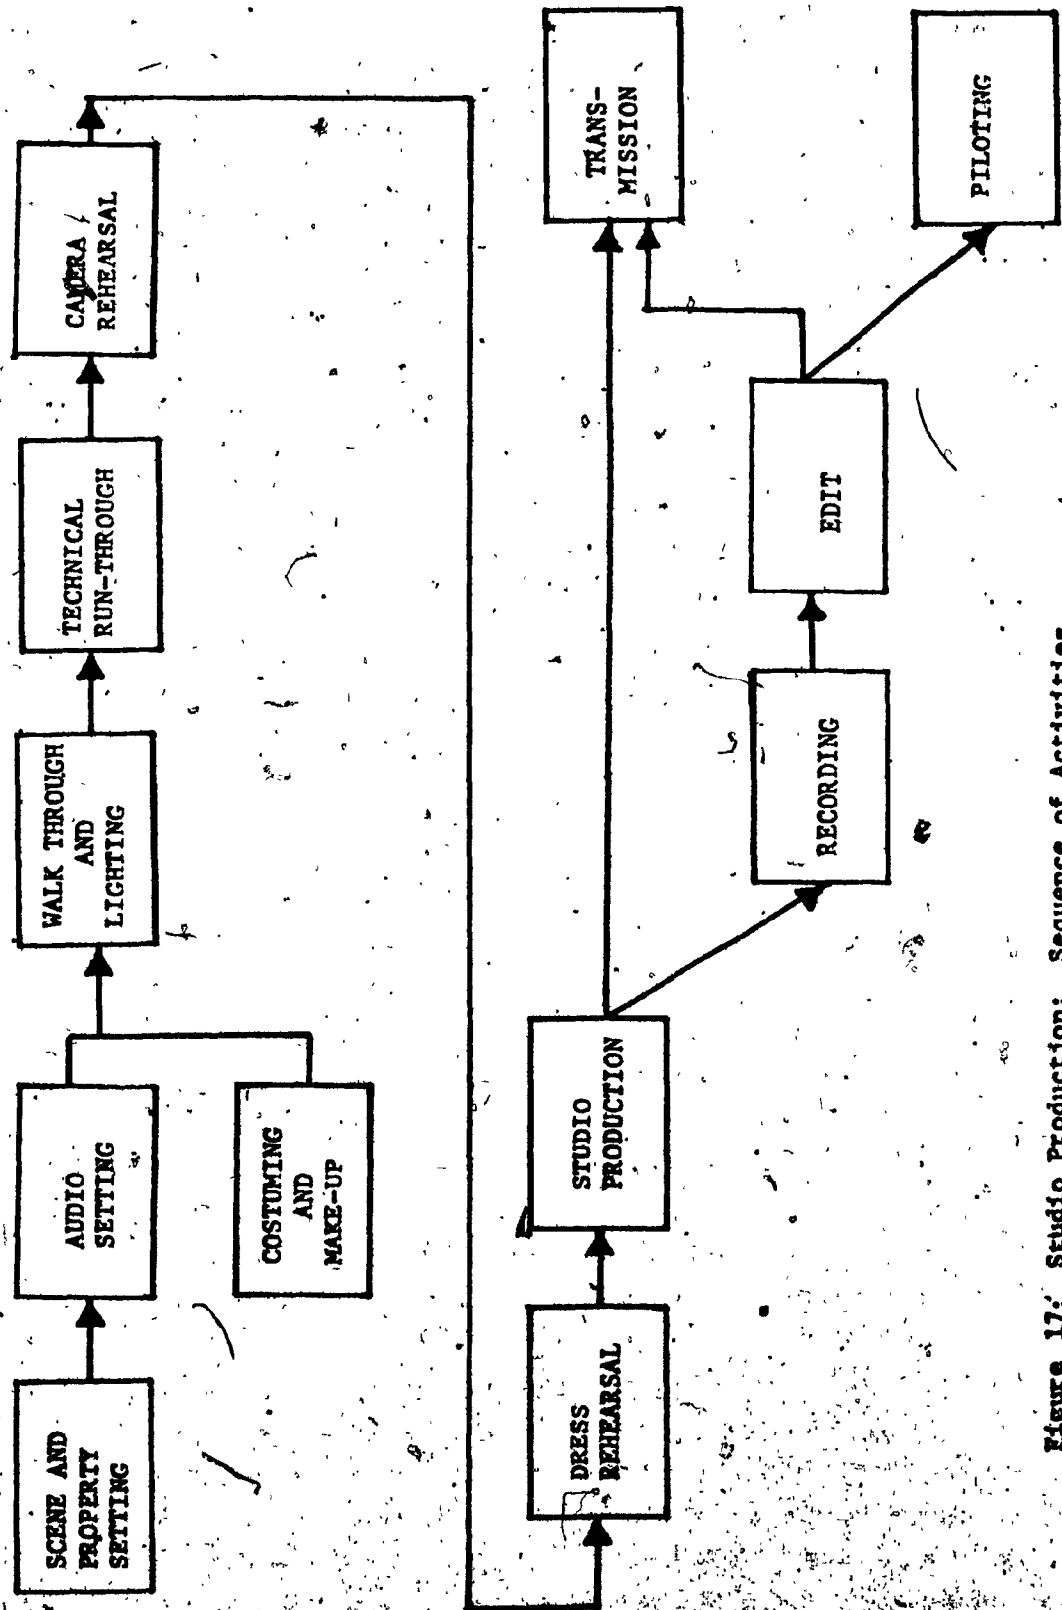 SCENE AND
PROPERTY
SETTING
AUDIO
SETTING
COSTUMING
AND
MAKE-UP
WALK THROUGH
AND
LIGHTING
TECHNICAL
RUN-THROUGH
CAMERA
REHEARSAL
DRESS
REHEARSAL
STUDIO
PRODUCTION
RECORDING
EDIT
TRANS-
MISSION
PILOTING
Figure 17: Studio Production: Sequence of Activities